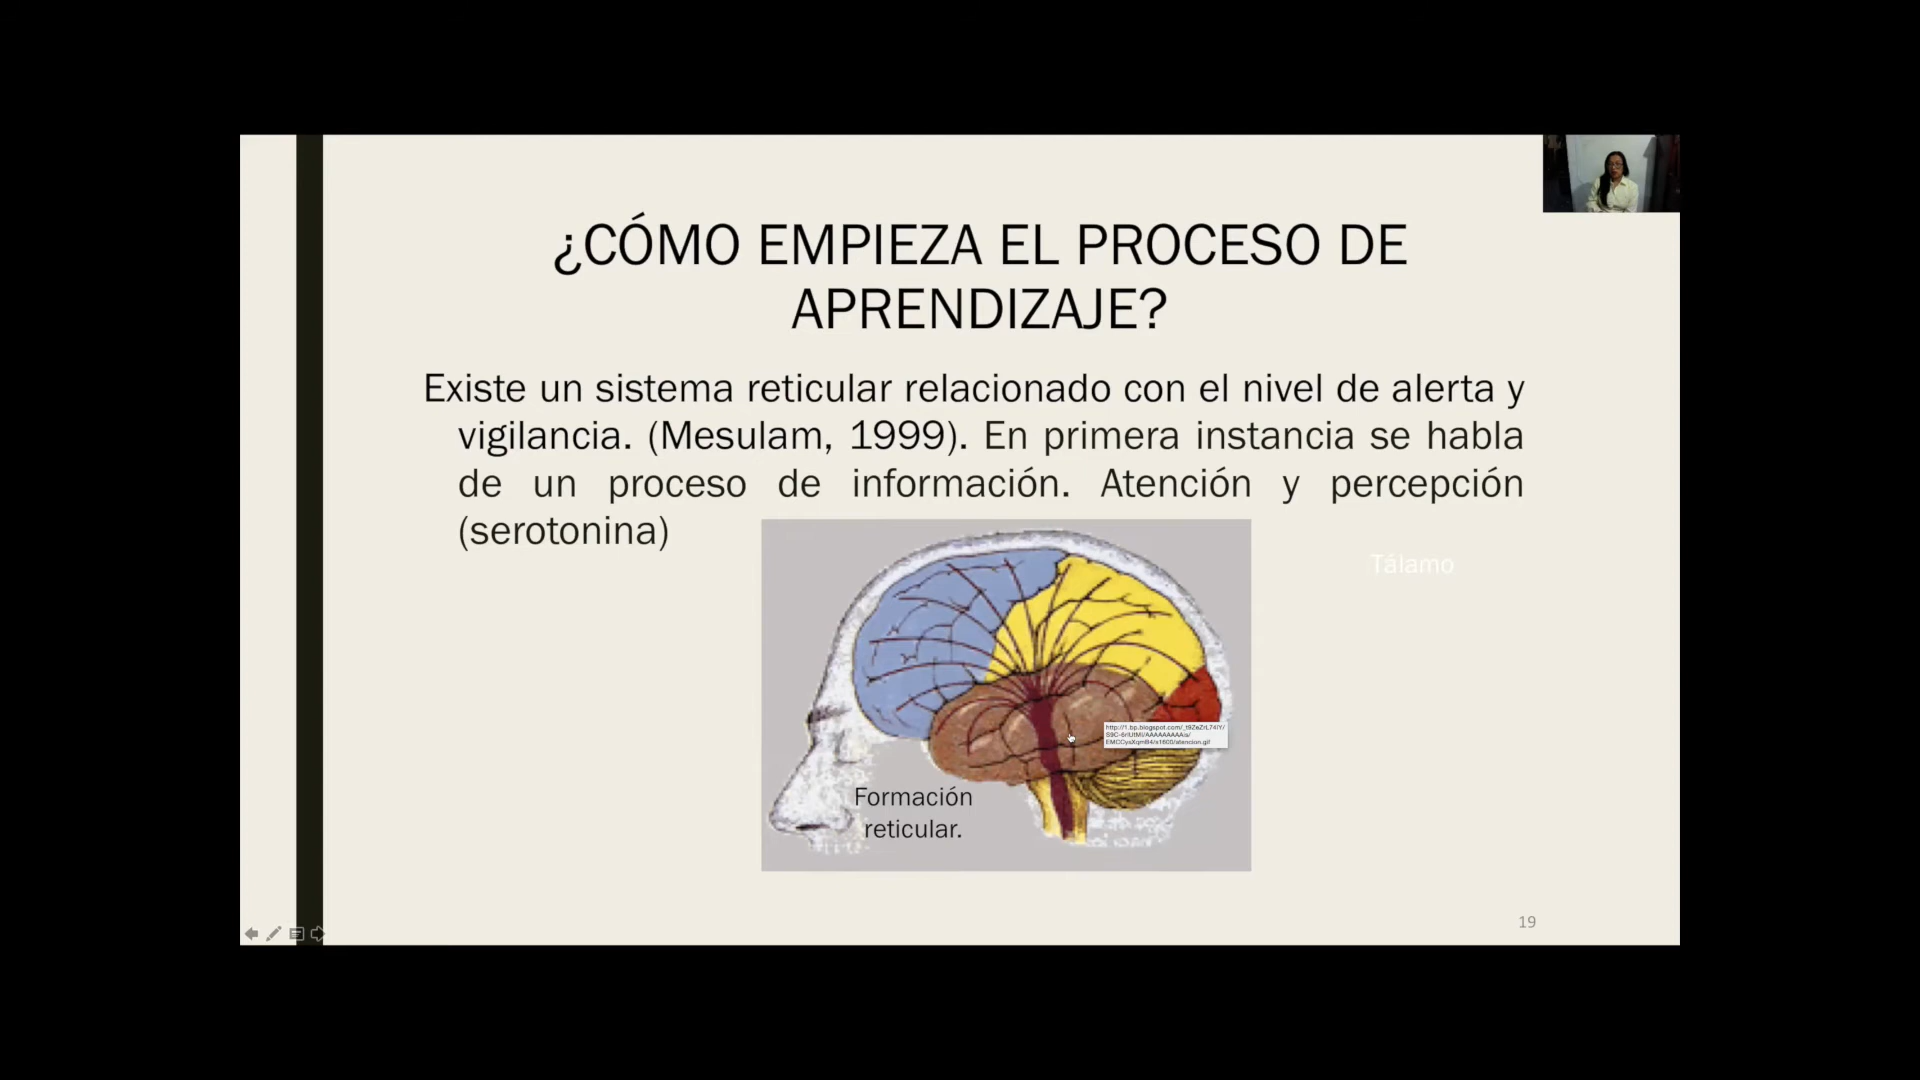 ¿CÓMO EMPIEZA EL PROCESO DE
APRENDIZAJE?
Existe un sistema reticular relacionado con el nivel de alerta y
vigilancia. (Mesulam, 1999). En primera instancia se habla
de un proceso de información. Atención y percepción
(serotonina)
Tálamo
Formación
reticular.
19